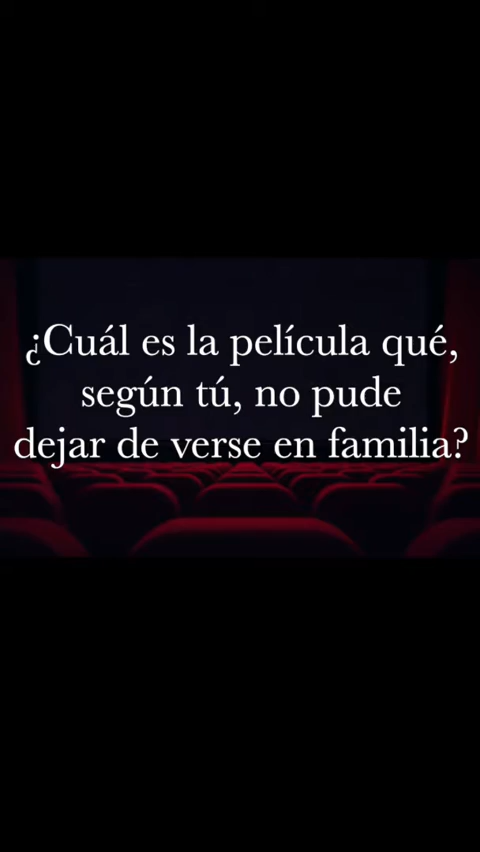 ¿Cuál es la película qué,
según tú, no pude
dejar de verse en familia?